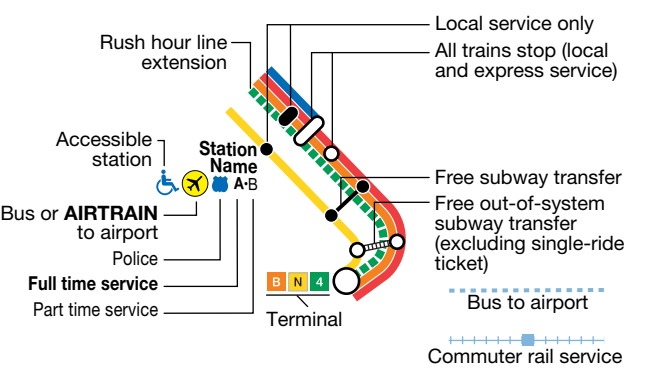 Local service only
Rush hour line
extension
All trains stop (local
and express service)
Accessible
station
Station
Name
A•B
Free subway transfer
Bus or AIRTRAIN
to airport
Free out-of-system
subway transfer
(excluding single-ride
ticket)
Police
Full time service
Part time service
B N 4
Terminal
Bus to airport
Commuter rail service